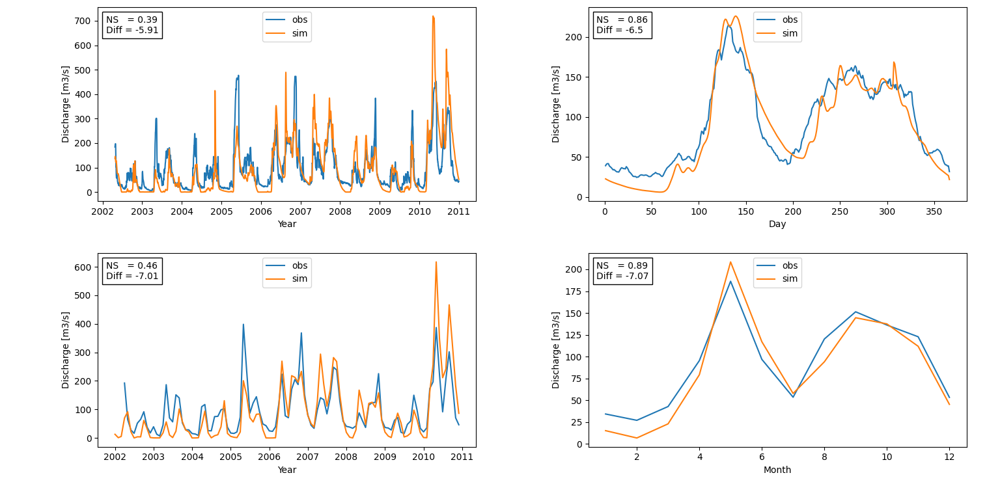 NS   = 0.39
Diff = -5.91
obs
sim
Discharge [m3/s]
700
600
500
400
300
200
100
0
2002 2003 2004 2005 2006 2007 2008 2009 2010 2011
Year
NS   = 0.86
Diff = -6.5
obs
sim
Discharge [m3/s]
200
150
100
50
0
0 50 100 150 200 250 300 350
Day
NS   = 0.46
Diff = -7.01
obs
sim
Discharge [m3/s]
600
500
400
300
200
100
0
2002 2003 2004 2005 2006 2007 2008 2009 2010 2011
Year
NS   = 0.89
Diff = -7.07
obs
sim
Discharge [m3/s]
200
175
150
125
100
75
50
25
0
2 4 6 8 10 12
Month